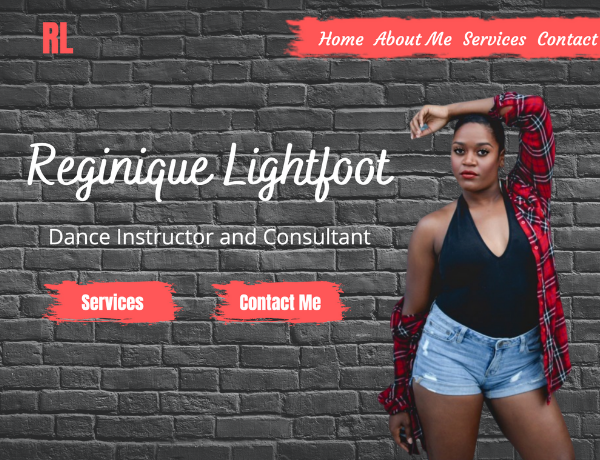 RL
Home About Me Services Contact
Reginique Lightfoot
Dance Instructor and Consultant
Services Contact Me